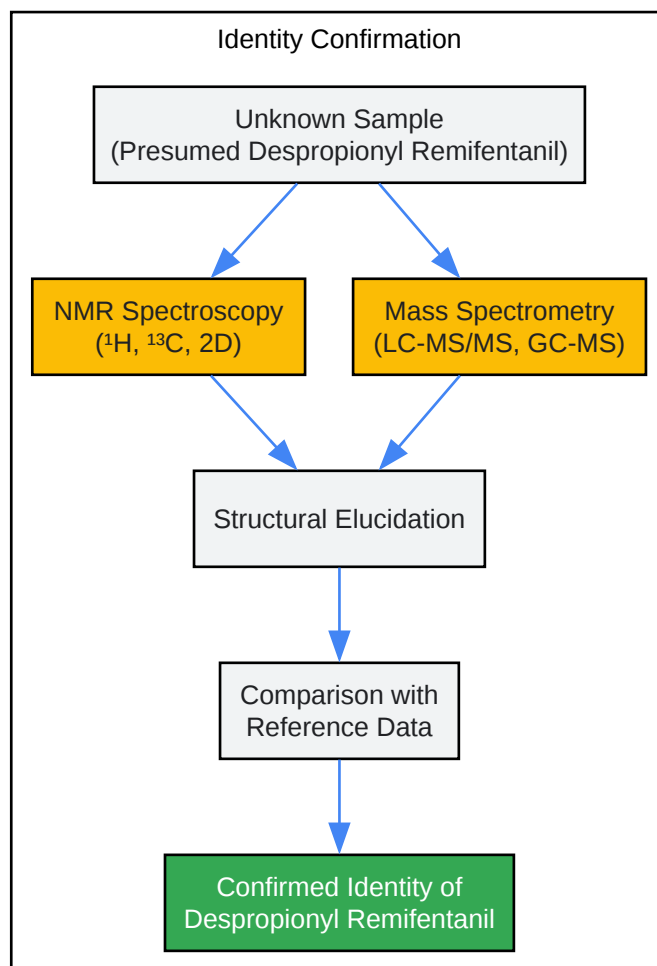 Identity Confirmation
Unknown Sample
(Presumed Despropionyl Remifentanil)
NMR Spectroscopy
(¹H, ¹³C, 2D)
Mass Spectrometry
(LC-MS/MS, GC-MS)
Structural Elucidation
Comparison with
Reference Data
Confirmed Identity of
Despropionyl Remifentanil